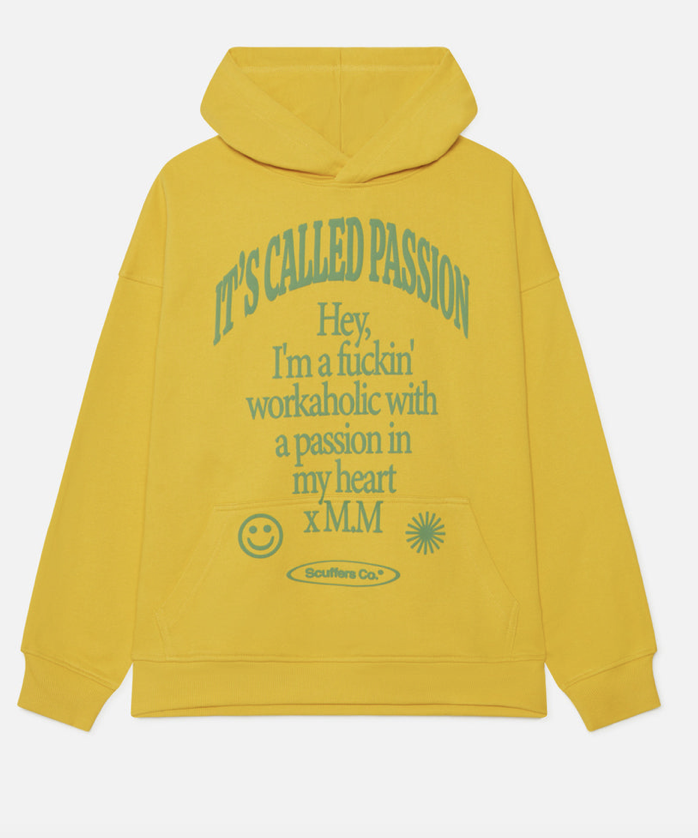 IT'S CALLED PASSION
Hey,
I'm a fuckin'
workaholic with
a passion in
my heart
x M.M
Scuffers Co.®